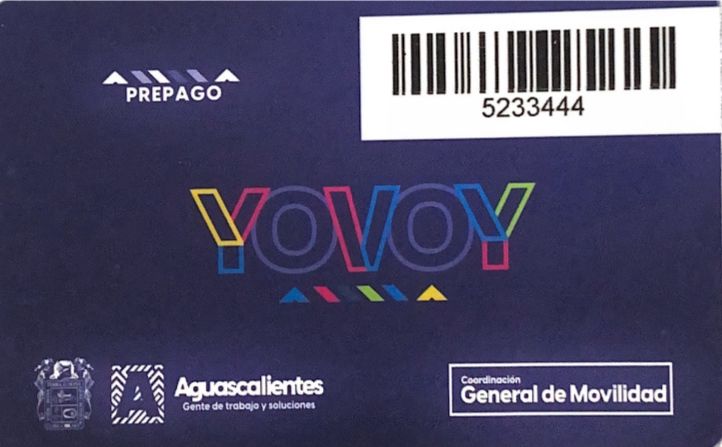 PREPAGO
5233444
YOVOY
A
Aguascalientes
Gente de trabajo y soluciones
Coordinación
General de Movilidad